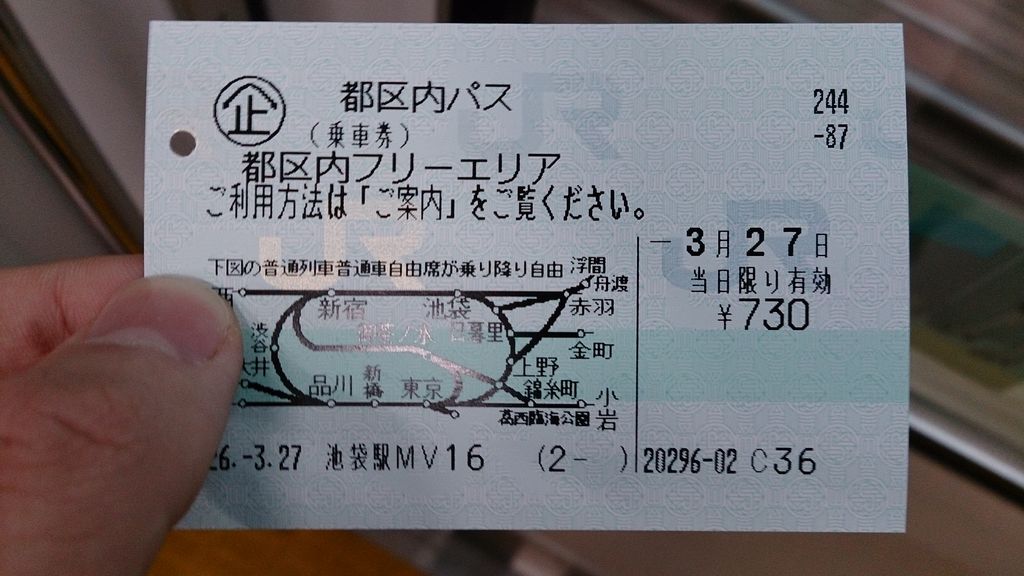 企 都区内パス 244
(乗車券) -87
都区内フリーエリア
ご利用方法は「ご案内」をご覧ください。
- 3月27日
当日限り有効
¥730
下図の普通列車普通車自由席が乗り降り自由
浮間
舟渡
新宿 池袋 赤羽
渋谷 御茶ノ水 日暮里
金町
上野
品川 新橋 東京 錦糸町 小岩
葛西臨海公園
26.-3.27 池袋駅MV16 (2- ) 20296-02 C36
JR
JR
JR